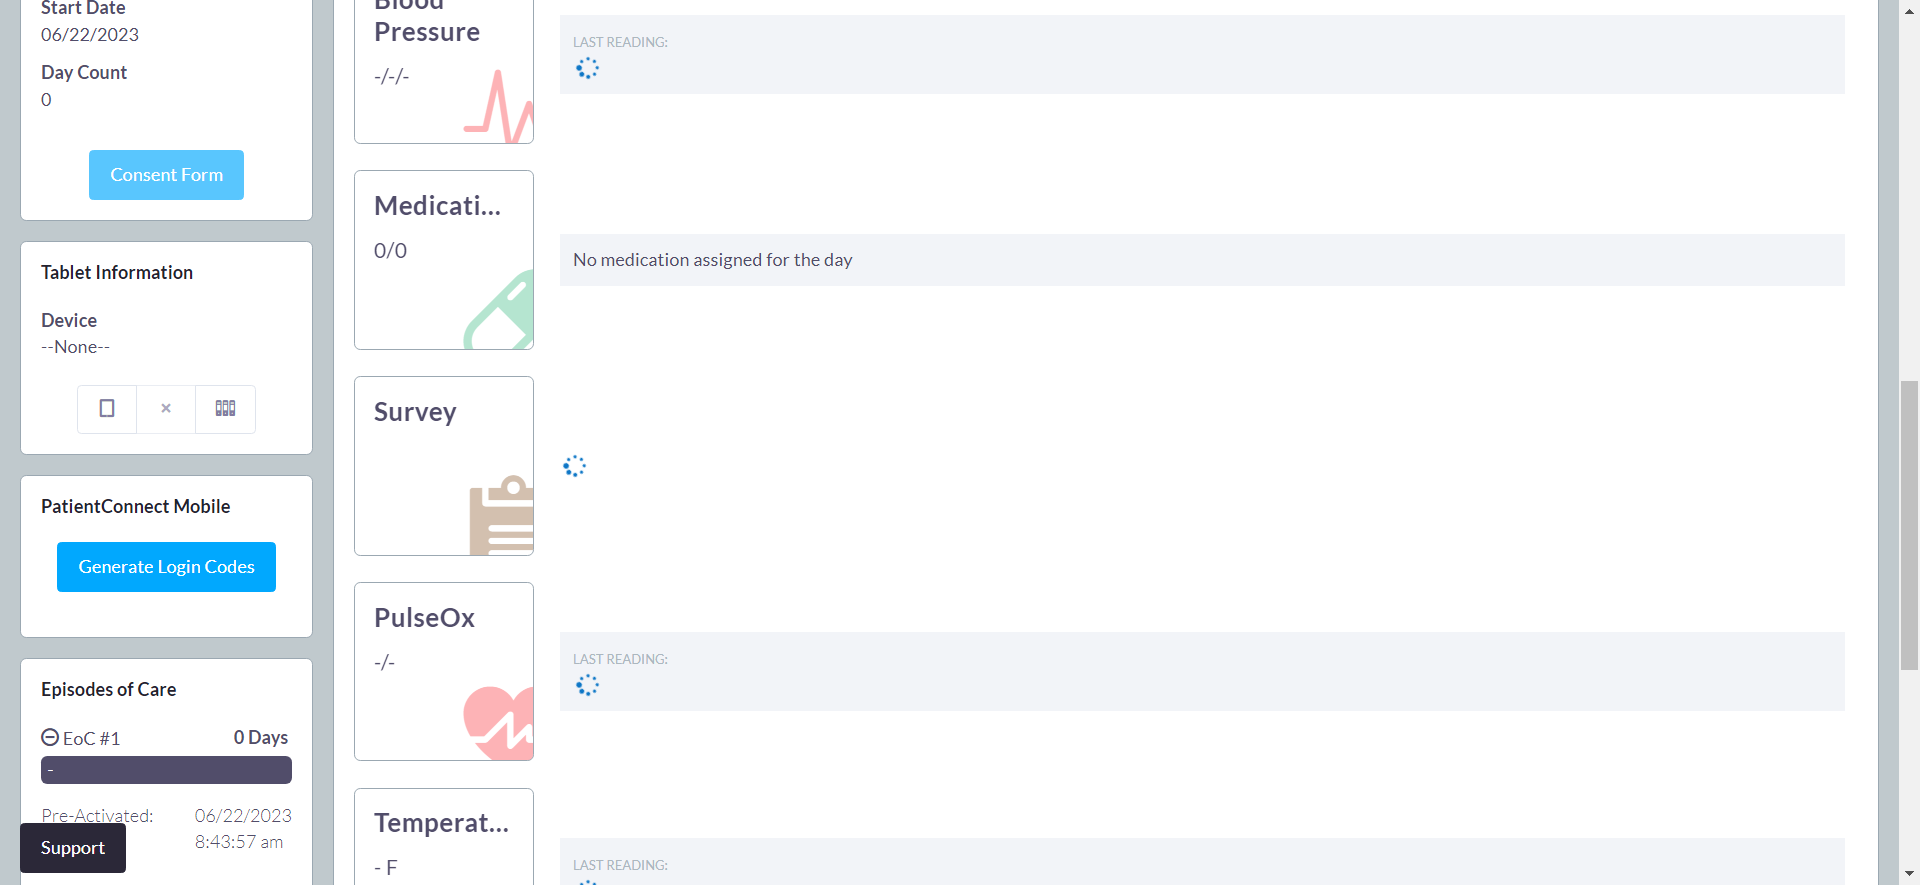 Start Date
06/22/2023
Day Count
0
Consent Form
Tablet Information
Device
--None--
PatientConnect Mobile
Generate Login Codes
Episodes of Care
EoC #1
0 Days
-
Pre-Activated:
06/22/2023
8:43:57 am
Support
Blood
Pressure
-/-/-
LAST READING:
Medicati...
0/0
No medication assigned for the day
Survey
PulseOx
-/-
LAST READING:
Temperat...
- F
LAST READING: